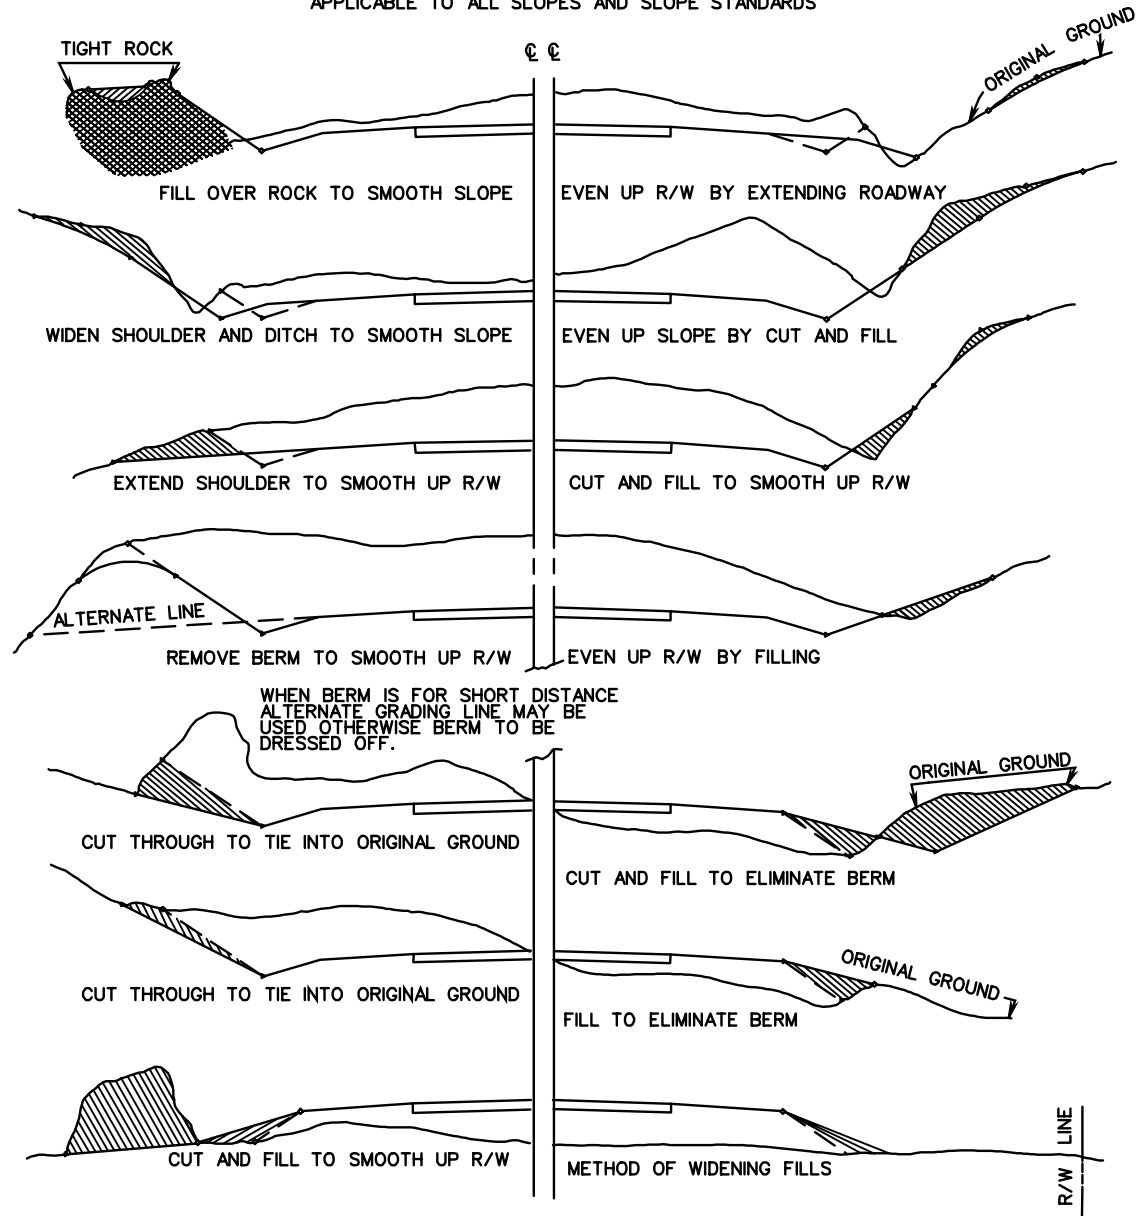 APPLICABLE TO ALL SLOPES AND SLOPE STANDARDS
TIGHT ROCK
℄ ℄
ORIGINAL GROUND
FILL OVER ROCK TO SMOOTH SLOPE
EVEN UP R/W BY EXTENDING ROADWAY
WIDEN SHOULDER AND DITCH TO SMOOTH SLOPE
EVEN UP SLOPE BY CUT AND FILL
EXTEND SHOULDER TO SMOOTH UP R/W
CUT AND FILL TO SMOOTH UP R/W
ALTERNATE LINE
REMOVE BERM TO SMOOTH UP R/W
EVEN UP R/W BY FILLING
WHEN BERM IS FOR SHORT DISTANCE
ALTERNATE GRADING LINE MAY BE
USED OTHERWISE BERM TO BE
DRESSED OFF.
ORIGINAL GROUND
CUT THROUGH TO TIE INTO ORIGINAL GROUND
CUT AND FILL TO ELIMINATE BERM
ORIGINAL GROUND
CUT THROUGH TO TIE INTO ORIGINAL GROUND
FILL TO ELIMINATE BERM
CUT AND FILL TO SMOOTH UP R/W
METHOD OF WIDENING FILLS
R/W LINE